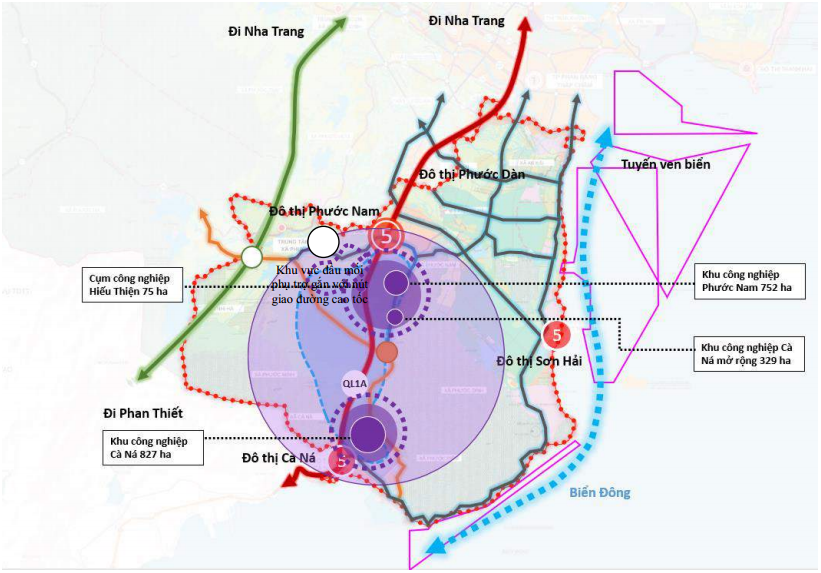 Đi Nha Trang
Đi Nha Trang
Tuyến ven biển
Đô thị Phước Dân
Đô thị Phước Nam
5
Khu vực đầu mối
phụ trợ gắn với nút
giao đường cao tốc
Cụm công nghiệp
Hiếu Thiện 75 ha
Khu công nghiệp
Phước Nam 752 ha
5
Khu công nghiệp Cà
Ná mở rộng 329 ha
Đô thị Sơn Hải
QL1A
Đi Phan Thiết
Khu công nghiệp
Cà Ná 827 ha
Đô thị Cà Ná
5
Biển Đông